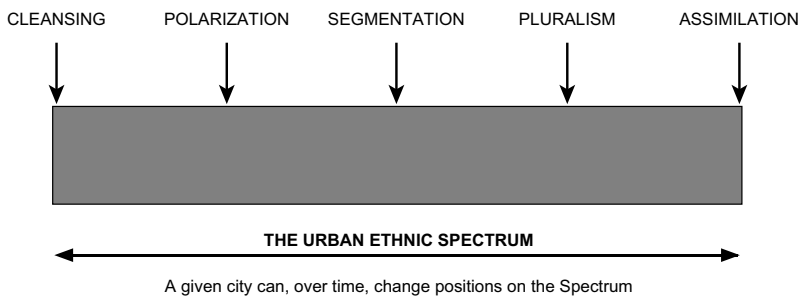 CLEANSING POLARIZATION SEGMENTATION PLURALISM ASSIMILATION
THE URBAN ETHNIC SPECTRUM
A given city can, over time, change positions on the Spectrum